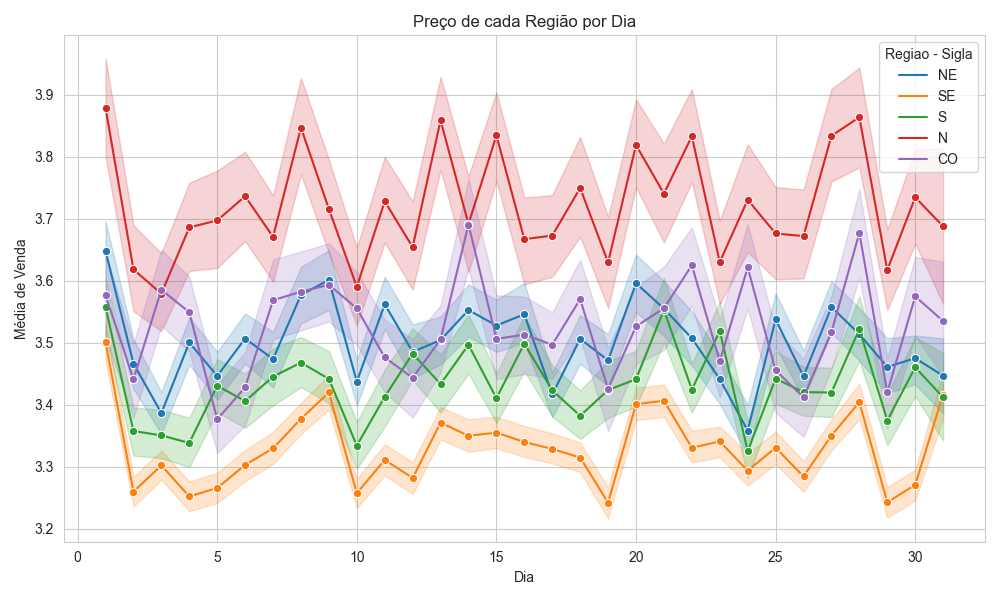 Preço de cada Região por Dia
Regiao - Sigla
NE
SE
S
N
CO
Média de Venda
3.9
3.8
3.7
3.6
3.5
3.4
3.3
3.2
0
5
10
15
20
25
30
Dia